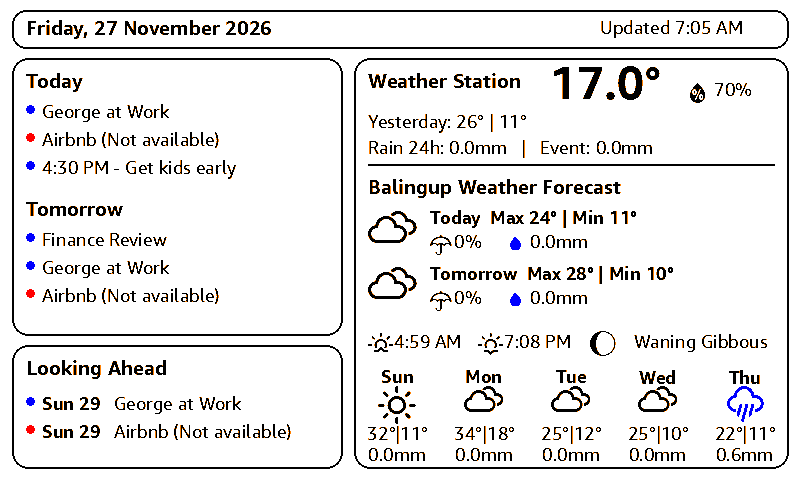 Friday, 27 November 2026
Updated 7:05 AM
Today
George at Work
Airbnb (Not available)
4:30 PM - Get kids early
Tomorrow
Finance Review
George at Work
Airbnb (Not available)
Looking Ahead
Sun 29 George at Work
Sun 29 Airbnb (Not available)
Weather Station 17.0° % 70%
Yesterday: 26° | 11°
Rain 24h: 0.0mm | Event: 0.0mm
Balingup Weather Forecast
Today Max 24° | Min 11°
0% 0.0mm
Tomorrow Max 28° | Min 10°
0% 0.0mm
4:59 AM 7:08 PM Waning Gibbous
Sun Mon Tue Wed Thu
32°|11° 34°|18° 25°|12° 25°|10° 22°|11°
0.0mm 0.0mm 0.0mm 0.0mm 0.6mm